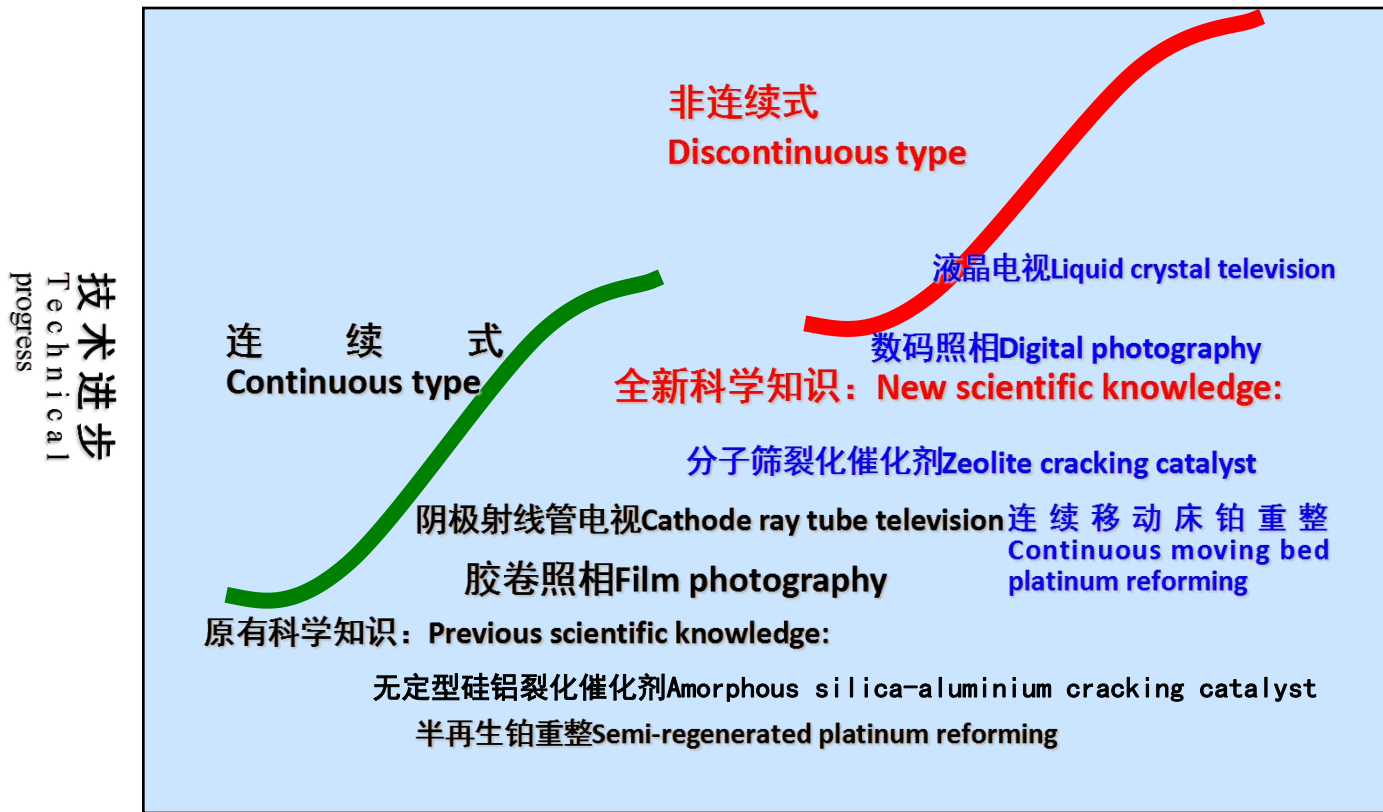 技术进步
Technical
progress
非连续式
Discontinuous type
液晶电视Liquid crystal television
连续式
Continuous type
数码照相Digital photography
全新科学知识：New scientific knowledge:
分子筛裂化催化剂Zeolite cracking catalyst
阴极射线管电视Cathode ray tube television
连续移动床铂重整
Continuous moving bed
platinum reforming
胶卷照相Film photography
原有科学知识：Previous scientific knowledge:
无定型硅铝裂化催化剂Amorphous silica-aluminium cracking catalyst
半再生铂重整Semi-regenerated platinum reforming